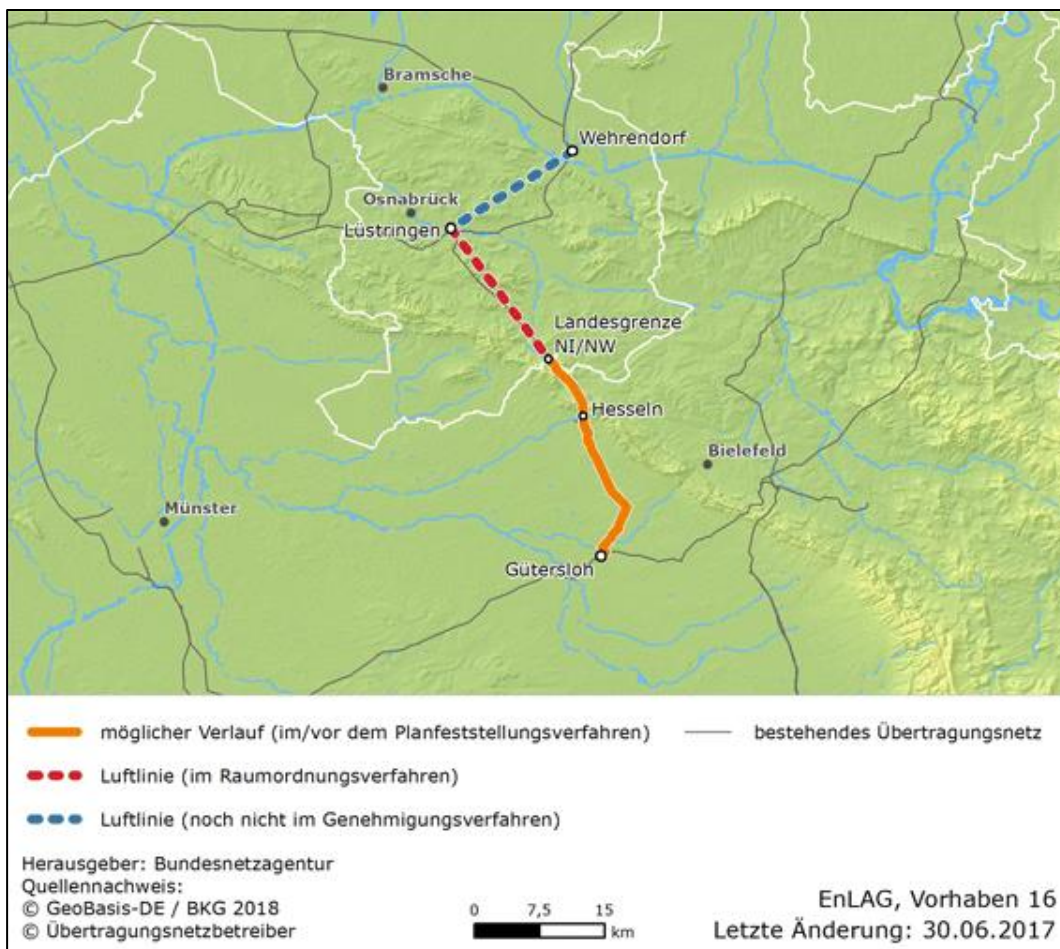 Bramsche
Wehrendorf
Osnabrück
Lüstringen
Landesgrenze
NI/NW
Hesseln
Bielefeld
Münster
Gütersloh
möglicher Verlauf (im/vor dem Planfeststellungsverfahren)
bestehendes Übertragungsnetz
Luftlinie (im Raumordnungsverfahren)
Luftlinie (noch nicht im Genehmigungsverfahren)
Herausgeber: Bundesnetzagentur
Quellennachweis:
© GeoBasis-DE / BKG 2018
© Übertragungsnetzbetreiber
0 7,5 15
km
EnLAG, Vorhaben 16
Letzte Änderung: 30.06.2017